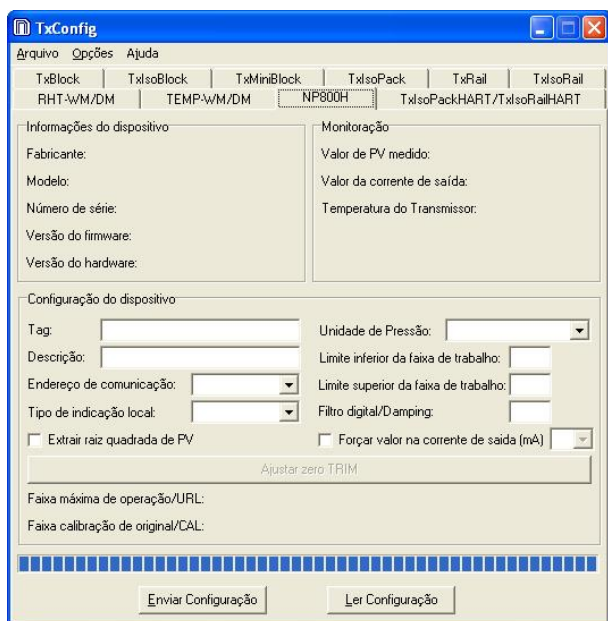 TxConfig
Arquivo Opções Ajuda
TxBlock TxIsoBlock TxMiniBlock TxIsoPack TxRail TxIsoRail
RHT-WM/DM TEMP-WM/DM NP800H TxIsoPackHART/TxIsoRailHART
Informações do dispositivo
Fabricante:
Modelo:
Número de série:
Versão do firmware:
Versão do hardware:
Monitoração
Valor de PV medido:
Valor da corrente de saída:
Temperatura do Transmissor:
Configuração do dispositivo
Tag:
Descrição:
Endereço de comunicação:
Tipo de indicação local:
Extrair raiz quadrada de PV
Unidade de Pressão:
Limite inferior da faixa de trabalho:
Limite superior da faixa de trabalho:
Filtro digital/Damping:
Forçar valor na corrente de saida (mA)
Ajustar zero TRIM
Faixa máxima de operação/URL:
Faixa calibração de original/CAL:
Enviar Configuração Ler Configuração